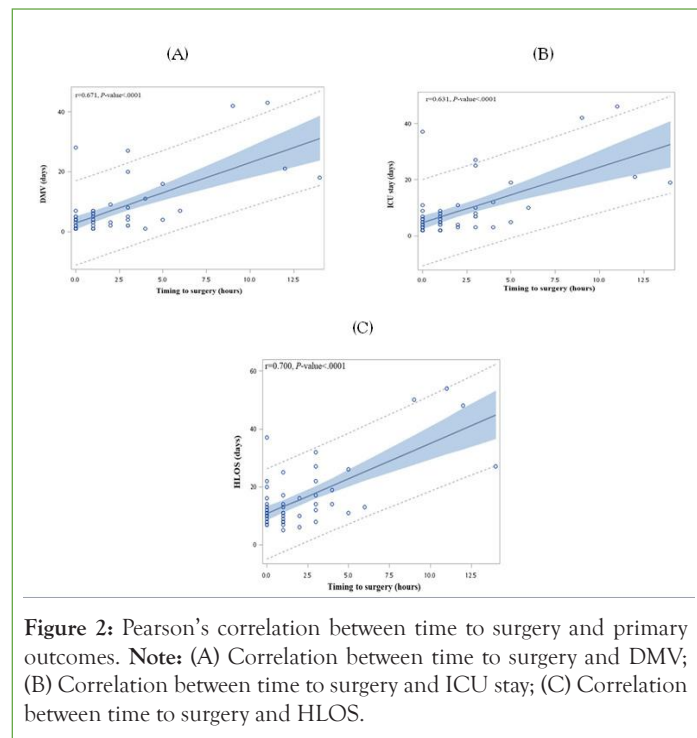 (A)
r=0.671, P-value<.0001
40
20
0
DMV (days)
0.0 2.5 5.0 7.5 10.0 12.5
Timing to surgery (hours)
(B)
r=0.631, P-value<.0001
40
20
0
ICU stay (days)
0.0 2.5 5.0 7.5 10.0 12.5
Timing to surgery (hours)
(C)
r=0.700, P-value<.0001
60
40
20
0
HLOS (days)
0.0 2.5 5.0 7.5 10.0 12.5
Timing to surgery (hours)
Figure 2: Pearson’s correlation between time to surgery and primary
outcomes. Note: (A) Correlation between time to surgery and DMV;
(B) Correlation between time to surgery and ICU stay; (C) Correlation
between time to surgery and HLOS.